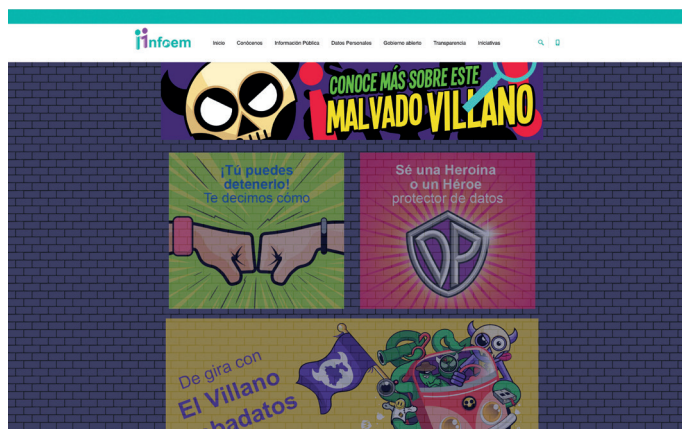 infoem
Inicio Conócenos Información Pública Datos Personales Gobierno abierto Transparencia Iniciativas
CONOCE MÁS SOBRE ESTE
MALVADO VILLANO
¡Tú puedes
detenerlo!
Te decimos cómo
Sé una Heroína
o un Héroe
protector de datos
DP
De gira con
El Villano
badatos